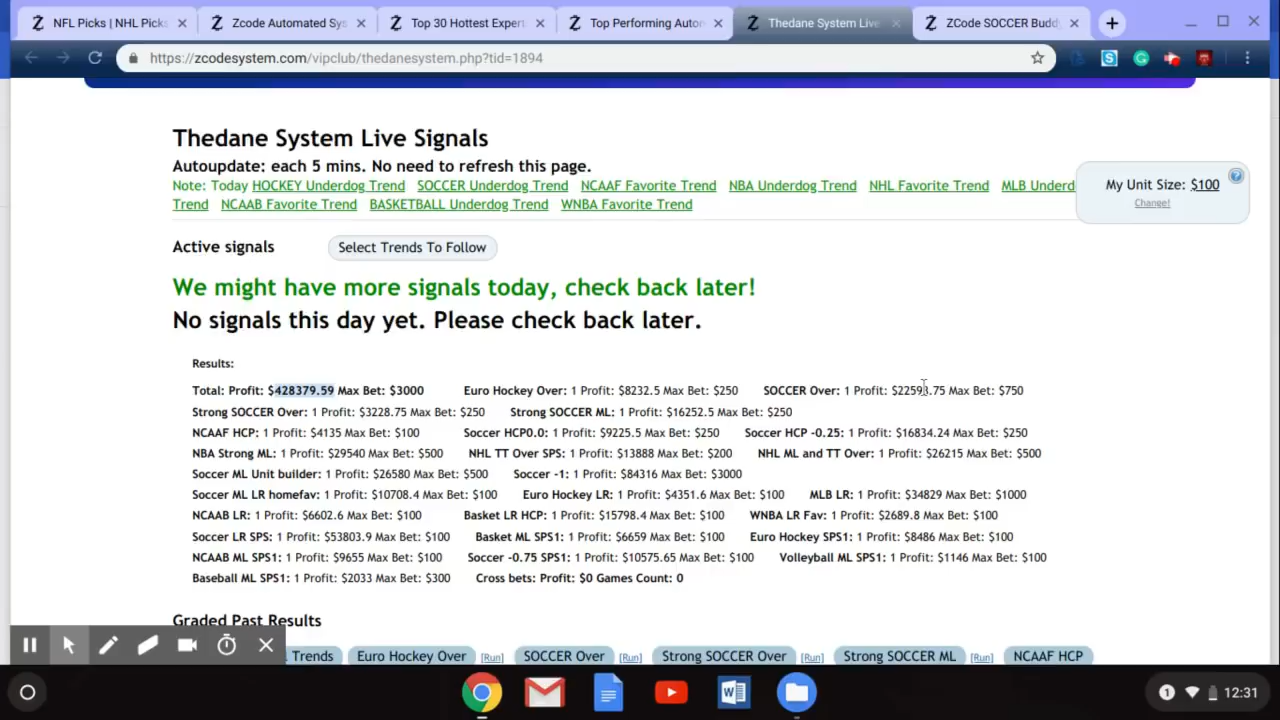 NFL Picks | NHL Picks
Zcode Automated Sys
Top 30 Hottest Expert
Top Performing Auton
Thedane System Live
ZCode SOCCER Budd
https://zcodesystem.com/vipclub/thedanesystem.php?tid=1894
Thedane System Live Signals
Autoupdate: each 5 mins. No need to refresh this page.
Note: Today HOCKEY Underdog Trend SOCCER Underdog Trend NCAAF Favorite Trend NBA Underdog Trend NHL Favorite Trend MLB Underd
Trend NCAAB Favorite Trend BASKETBALL Underdog Trend WNBA Favorite Trend
My Unit Size: $100
Change!
Active signals Select Trends To Follow
We might have more signals today, check back later!
No signals this day yet. Please check back later.
Results:
Total: Profit: $428379.59 Max Bet: $3000 Euro Hockey Over: 1 Profit: $8232.5 Max Bet: $250 SOCCER Over: 1 Profit: $22593.75 Max Bet: $750
Strong SOCCER Over: 1 Profit: $3228.75 Max Bet: $250 Strong SOCCER ML: 1 Profit: $16252.5 Max Bet: $250
NCAAF HCP: 1 Profit: $4135 Max Bet: $100 Soccer HCP0.0: 1 Profit: $9225.5 Max Bet: $250 Soccer HCP -0.25: 1 Profit: $16834.24 Max Bet: $250
NBA Strong ML: 1 Profit: $29540 Max Bet: $500 NHL TT Over SPS: 1 Profit: $13888 Max Bet: $200 NHL ML and TT Over: 1 Profit: $26215 Max Bet: $500
Soccer ML Unit builder: 1 Profit: $26580 Max Bet: $500 Soccer -1: 1 Profit: $84316 Max Bet: $3000
Soccer ML LR homefav: 1 Profit: $10708.4 Max Bet: $100 Euro Hockey LR: 1 Profit: $4351.6 Max Bet: $100 MLB LR: 1 Profit: $34829 Max Bet: $1000
NCAAB LR: 1 Profit: $6602.6 Max Bet: $100 Basket LR HCP: 1 Profit: $15798.4 Max Bet: $100 WNBA LR Fav: 1 Profit: $2689.8 Max Bet: $100
Soccer LR SPS: 1 Profit: $53803.9 Max Bet: $100 Basket ML SPS1: 1 Profit: $6659 Max Bet: $100 Euro Hockey SPS1: 1 Profit: $8486 Max Bet: $100
NCAAB ML SPS1: 1 Profit: $9655 Max Bet: $100 Soccer -0.75 SPS1: 1 Profit: $10575.65 Max Bet: $100 Volleyball ML SPS1: 1 Profit: $1146 Max Bet: $100
Baseball ML SPS1: 1 Profit: $2033 Max Bet: $300 Cross bets: Profit: $0 Games Count: 0
Graded Past Results
Trends Euro Hockey Over [Run] SOCCER Over [Run] Strong SOCCER Over [Run] Strong SOCCER ML [Run] NCAAF HCP
1 12:31